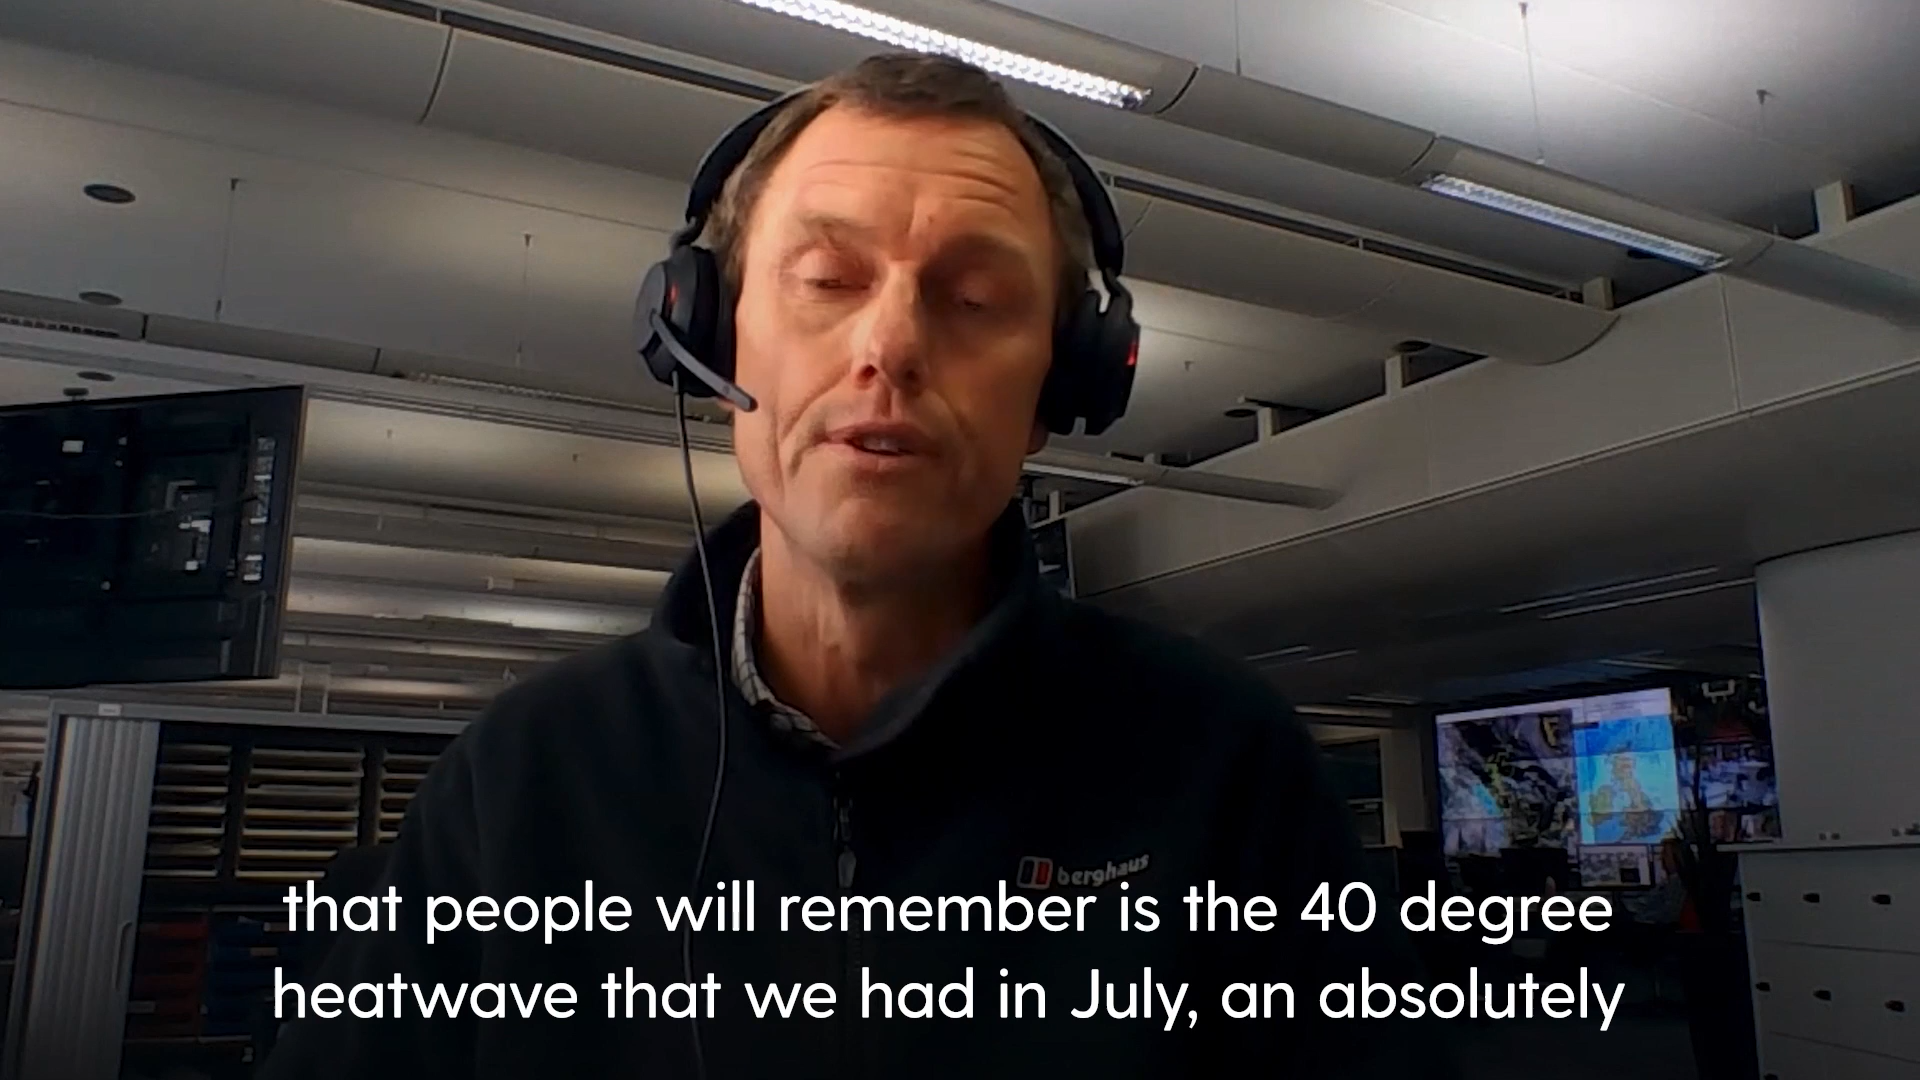 berghaus
that people will remember is the 40 degree
heatwave that we had in July, an absolutely